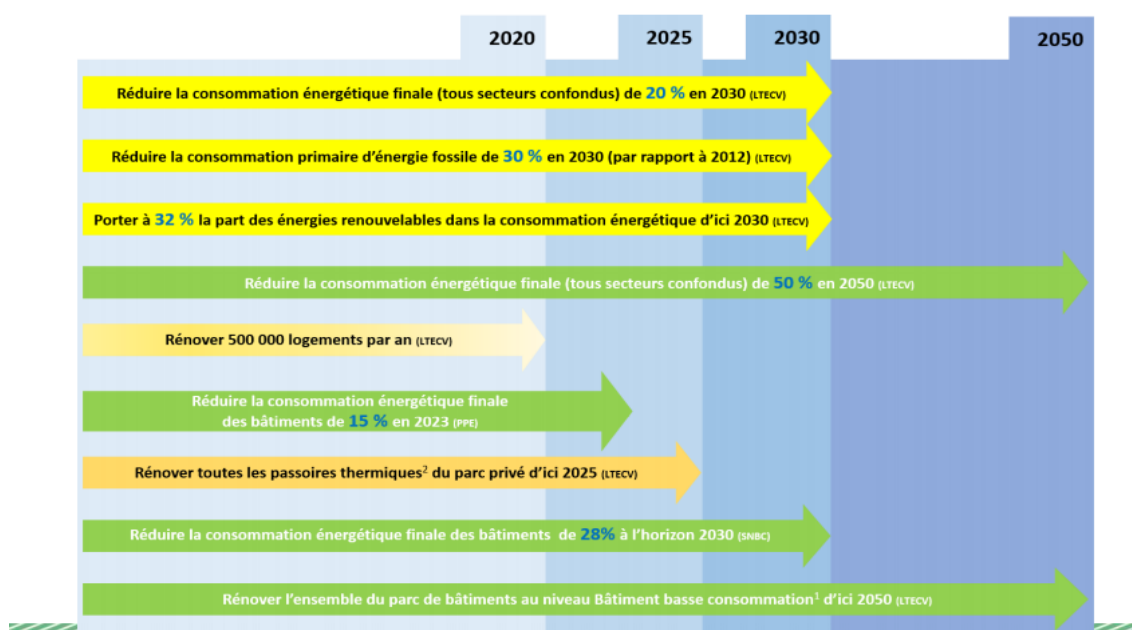 2020 2025 2030 2050
Réduire la consommation énergétique finale (tous secteurs confondus) de 20 % en 2030 (LTECV)
Réduire la consommation primaire d'énergie fossile de 30 % en 2030 (par rapport à 2012) (LTECV)
Porter à 32 % la part des énergies renouvelables dans la consommation énergétique d'ici 2030 (LTECV)
Réduire la consommation énergétique finale (tous secteurs confondus) de 50 % en 2050 (LTECV)
Rénover 500 000 logements par an (LTECV)
Réduire la consommation énergétique finale
des bâtiments de 15 % en 2023 (PPE)
Rénover toutes les passoires thermiques² du parc privé d'ici 2025 (LTECV)
Réduire la consommation énergétique finale des bâtiments de 28% à l'horizon 2030 (SNBC)
Rénover l'ensemble du parc de bâtiments au niveau Bâtiment basse consommation¹ d'ici 2050 (LTECV)